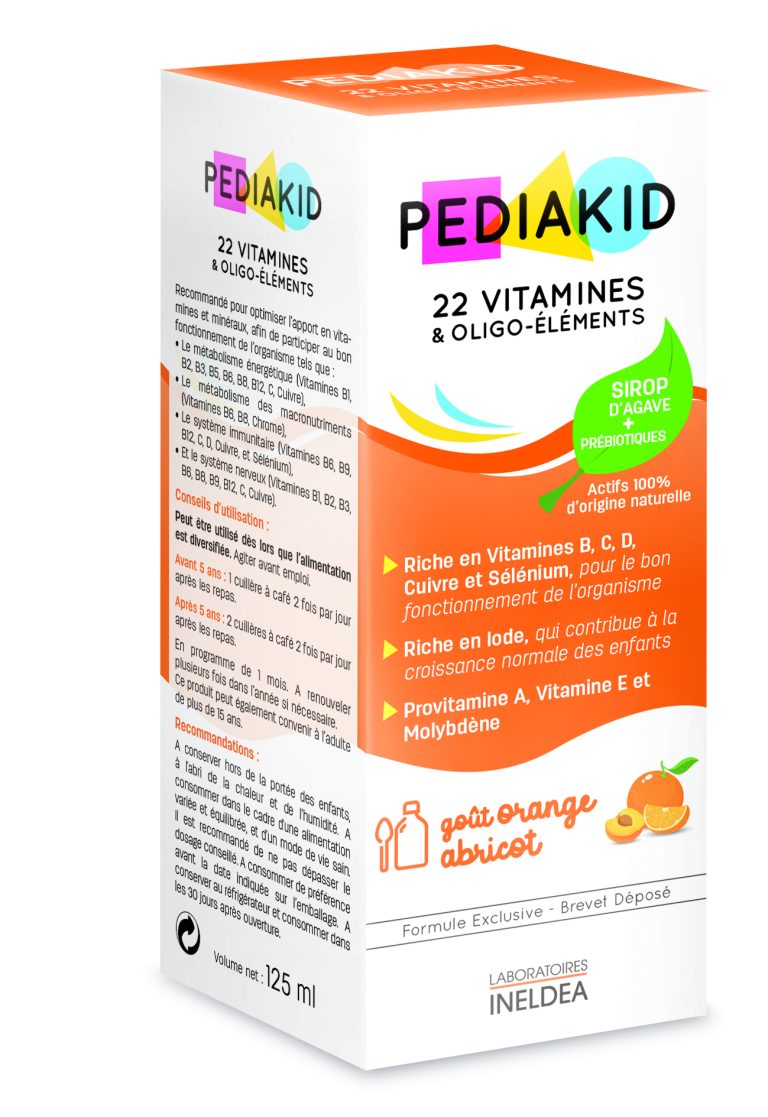 PEDIAKID
22 VITAMINES
& OLIGO-ÉLÉMENTS
PEDIAKID
22 VITAMINES
& OLIGO-ÉLÉMENTS
Recommandé pour optimiser l'apport en vita-
mines et minéraux, afin de participer au bon
fonctionnement de l'organisme tels que :
• Le métabolisme énergétique (Vitamines B1,
B2, B3, B5, B6, B8, B12, C, Cuivre),
• Le métabolisme des macronutriments
(Vitamines B6, B8, Chrome),
• Le système immunitaire (Vitamines B6, B9,
B12, C, D, Cuivre, et Sélénium),
• Et le système nerveux (Vitamines B1, B2, B3,
B6, B8, B9, B12, C, Cuivre).
Conseils d'utilisation :
Peut être utilisé dès lors que l'alimentation
est diversifiée. Agiter avant emploi.
Avant 5 ans : 1 cuillère à café 2 fois par jour
après les repas.
Après 5 ans : 2 cuillères à café 2 fois par jour
après les repas.
En programme de 1 mois. A renouveler
plusieurs fois dans l'année si nécessaire.
Ce produit peut également convenir à l'adulte
de plus de 15 ans.
Recommandations :
A conserver hors de la portée des enfants,
à l'abri de la chaleur et de l'humidité. A
consommer dans le cadre d'une alimentation
variée et équilibrée, et d'un mode de vie sain.
Il est recommandé de ne pas dépasser le
dosage conseillé. A consommer de préférence
avant la date indiquée sur l'emballage. A
conserver au réfrigérateur et consommer dans
les 30 jours après ouverture.
Volume net : 125 ml
PEDIAKID
22 VITAMINES
& OLIGO-ÉLÉMENTS
SIROP
D'AGAVE
+
PRÉBIOTIQUES
Actifs 100%
d'origine naturelle
Riche en Vitamines B, C, D,
Cuivre et Sélénium, pour le bon
fonctionnement de l'organisme
Riche en Iode, qui contribue à la
croissance normale des enfants
Provitamine A, Vitamine E et
Molybdène
goût orange
abricot
Formule Exclusive - Brevet Déposé
LABORATOIRES
INELDEA